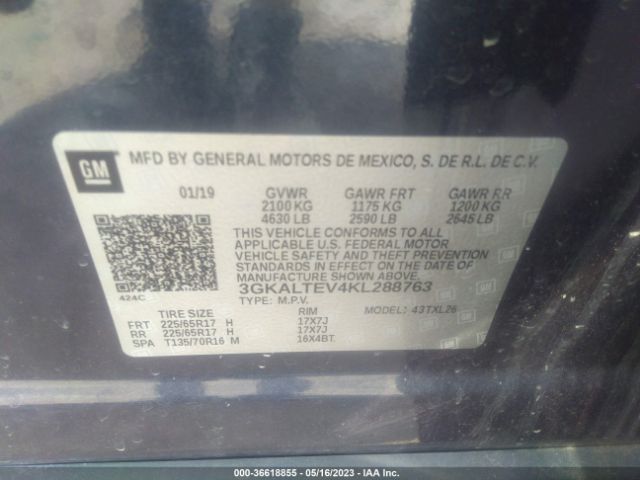 GM MFD BY GENERAL MOTORS DE MEXICO, S. DE R.L. DE C.V.
01/19 GVWR GAWR FRT GAWR RR
2100 KG 1175 KG 1200 KG
4630 LB 2590 LB 2645 LB
THIS VEHICLE CONFORMS TO ALL
APPLICABLE U.S. FEDERAL MOTOR
VEHICLE SAFETY AND THEFT PREVENTION
STANDARDS IN EFFECT ON THE DATE OF
MANUFACTURE SHOWN ABOVE.
424C 3GKALTEV4KL288763
TYPE: M.P.V. MODEL: 43TXL26
TIRE SIZE RIM
FRT 225/65R17 H 17X7J
RR 225/65R17 H 17X7J
SPA T135/70R16 M 16X4BT.
000-36618855 - 05/16/2023 - IAA Inc.